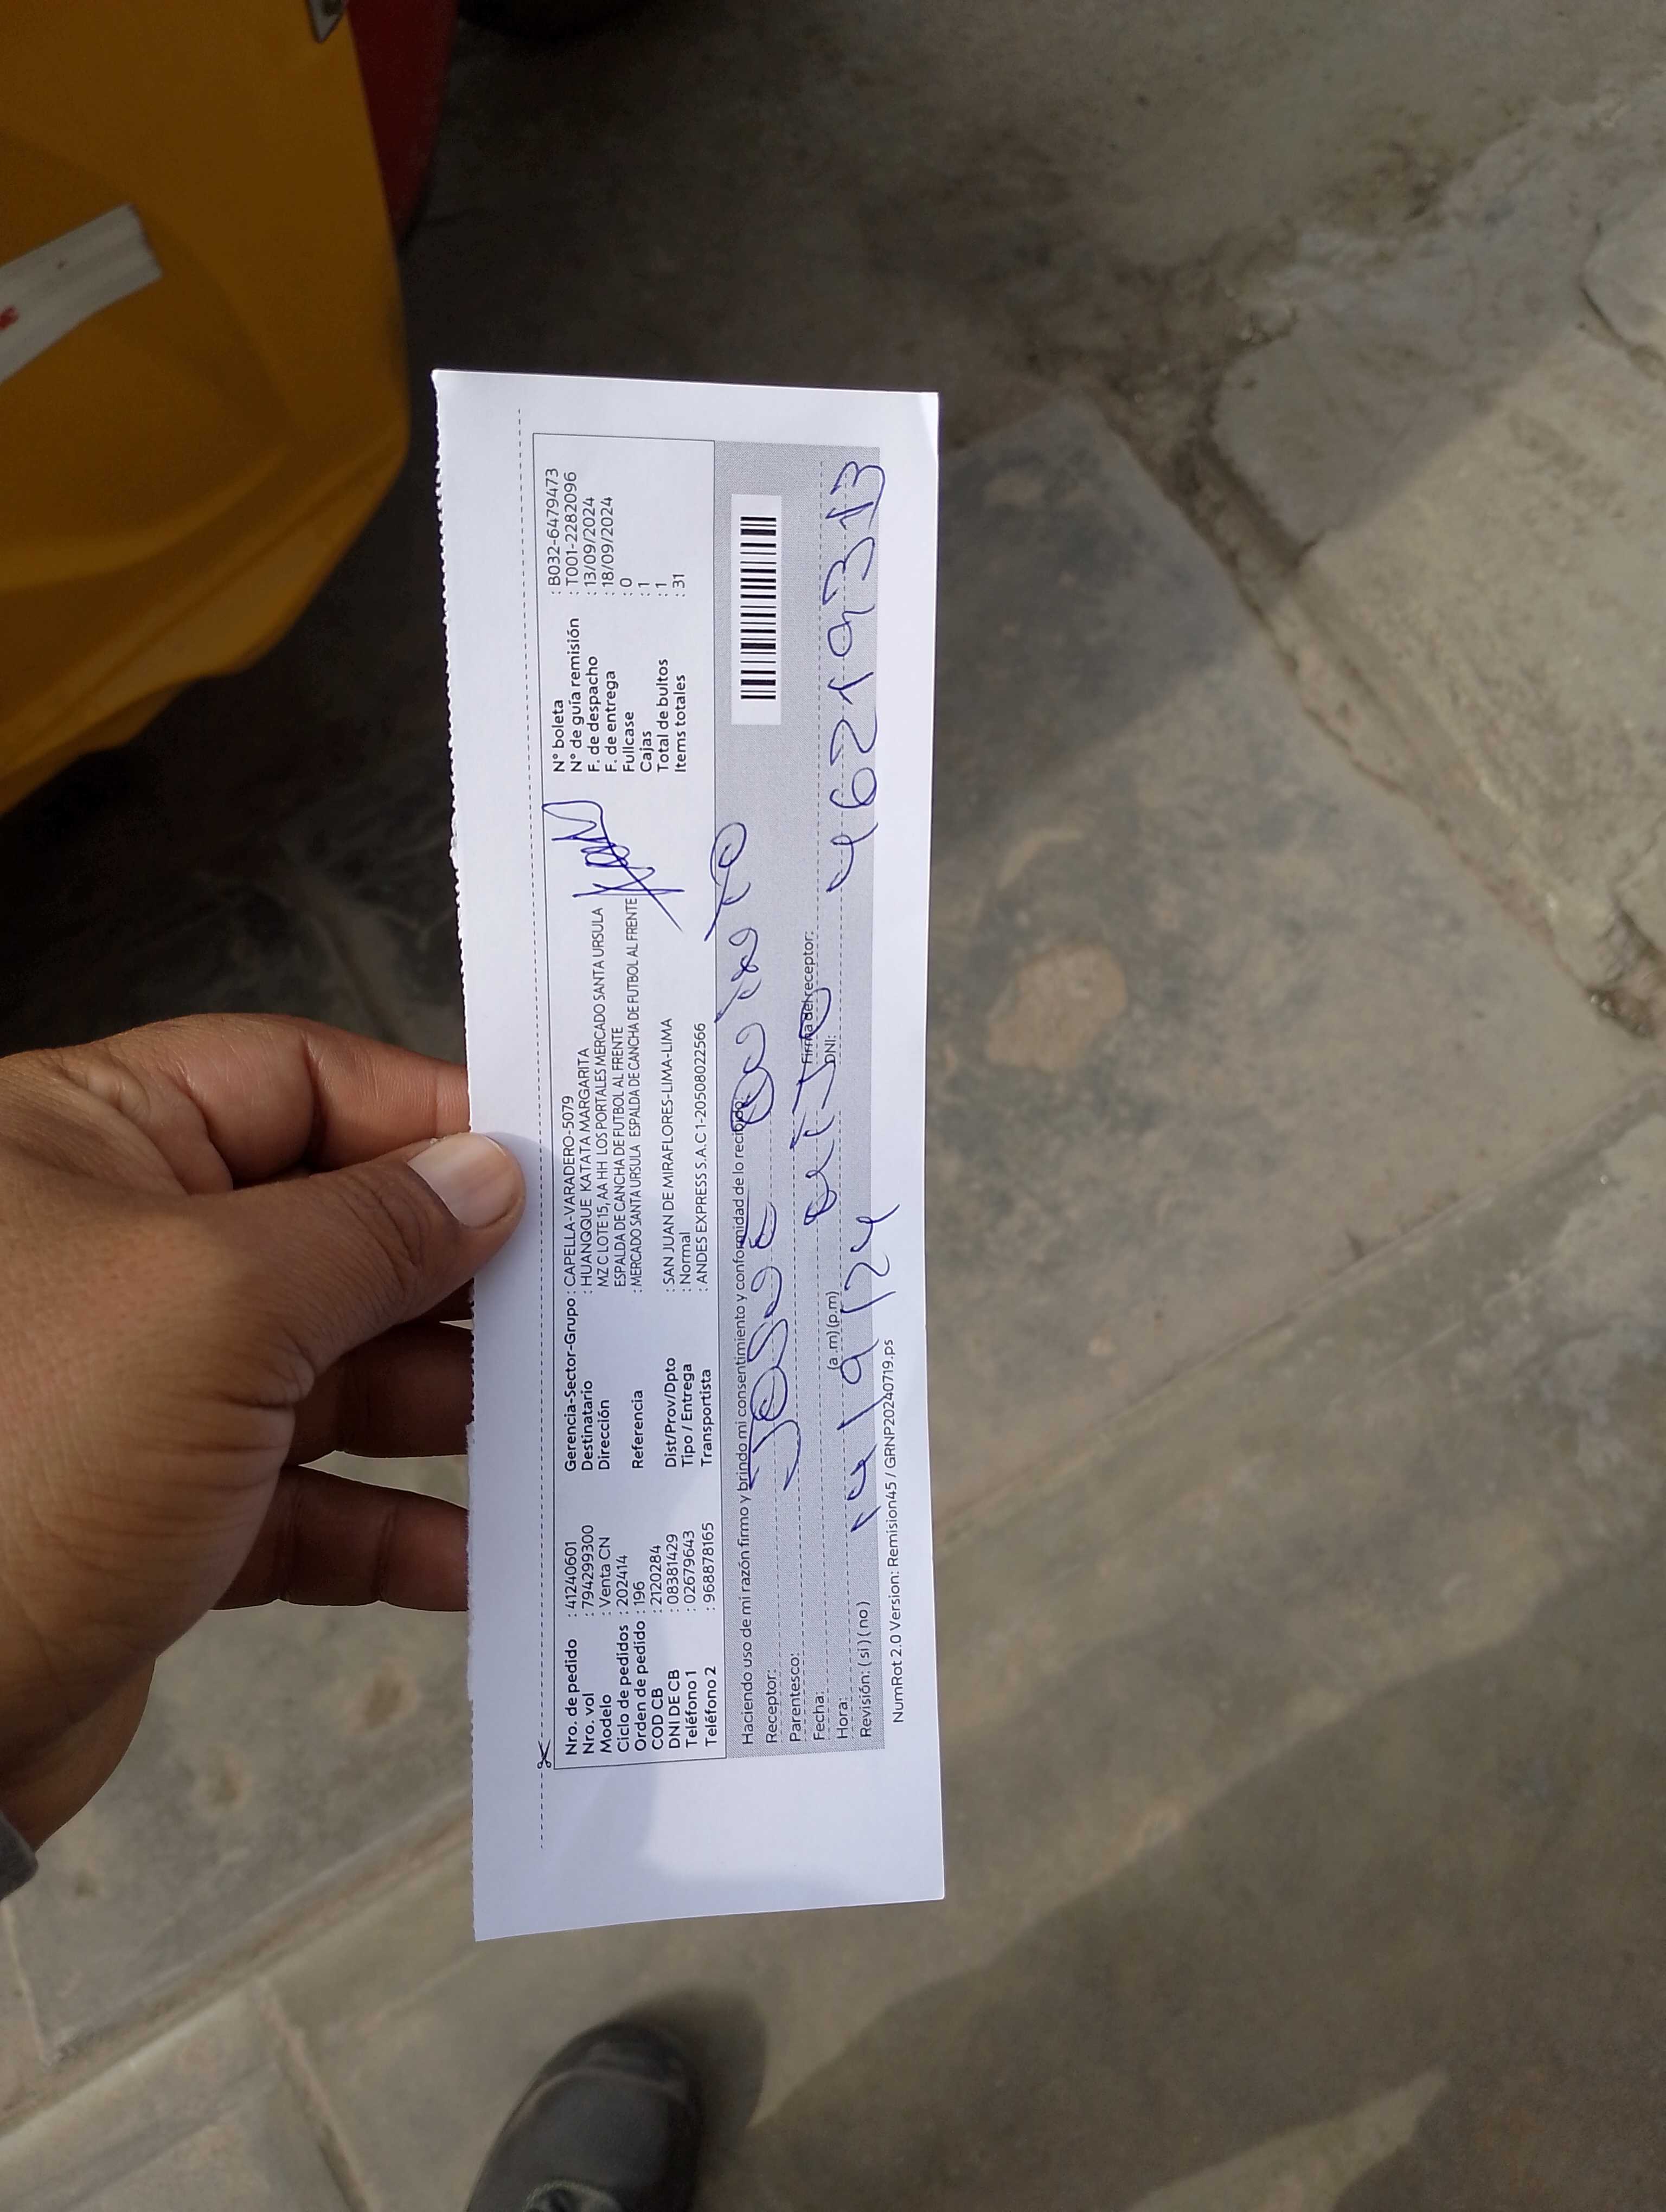 Nro. de pedido : 41240601
Nro. vol : 794299300
Modelo : Venta CN
Ciclo de pedidos : 202414
Orden de pedido : 196
COD CB : 2120284
DNI DE CB : 08381429
Teléfono 1 : 02679643
Teléfono 2 : 968878165
Gerencia-Sector-Grupo : CAPELLA-VARADERO-5079
Destinatario : HUANQUE KATATA MARGARITA
Dirección MZ C LOTE 15, AA HH LOS PORTALES MERCADO SANTA URSULA
ESPALDA DE CANCHA DE FUTBOL AL FRENTE
Referencia : MERCADO SANTA URSULA ESPALDA DE CANCHA DE FUTBOL AL FRENTE
Dist/Prov/Dpto : SAN JUAN DE MIRAFLORES-LIMA-LIMA
Tipo / Entrega : Normal
Transportista : ANDES EXPRESS S.A.C 1-20508022566
N° boleta : B032-6479473
N° de guía remisión : T001-2282096
F. de despacho : 13/09/2024
F. de entrega : 18/09/2024
Fullcase : 0
Cajas : 1
Total de bultos : 1
Items totales : 31
Haciendo uso de mi razón firmo y brindo mi consentimiento y conformidad de lo recibido:
Receptor: JOSUE
Parentesco:
Fecha: Firma del receptor:
Hora: (a.m) (p.m) DNI: 46219313
Revisión: (si) (no)
NumRot 2.0 Version: Remision45 / GRNP20240719.ps